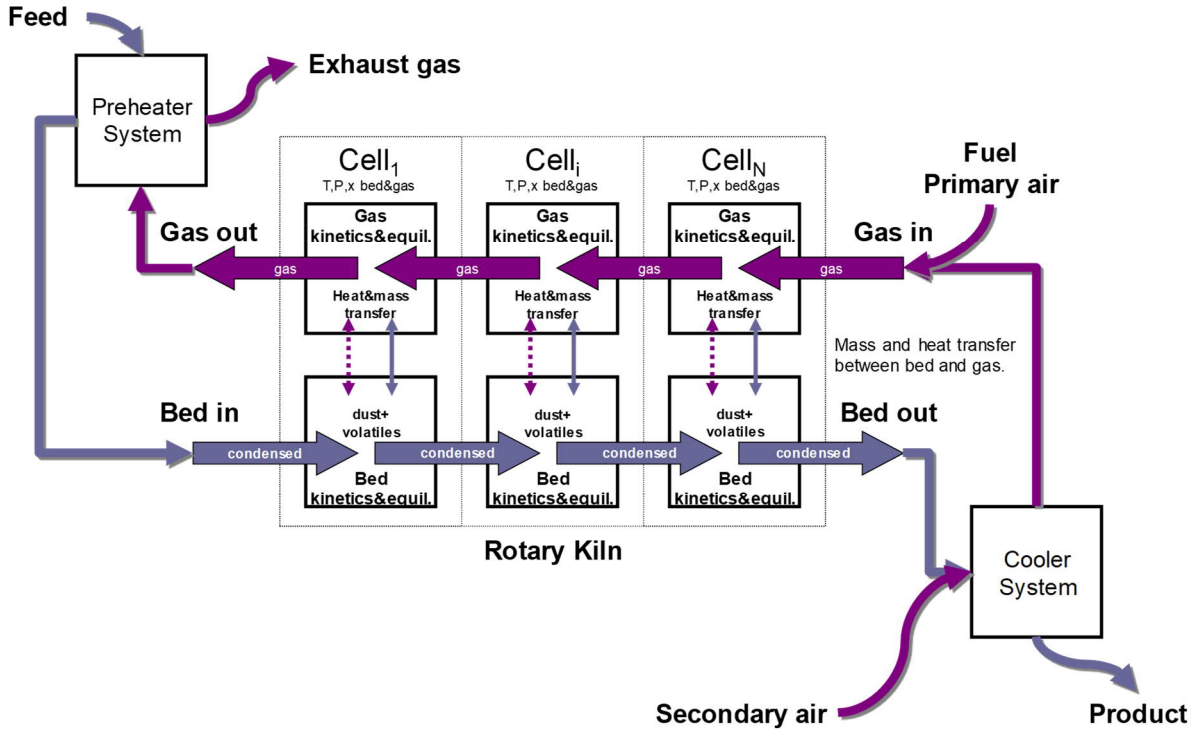 Feed
Exhaust gas
Preheater
System
Cell1
T,P,x bed&gas
Celli
T,P,x bed&gas
CellN
T,P,x bed&gas
Fuel
Primary air
Gas out
Gas
kinetics&equil.
Gas
kinetics&equil.
Gas
kinetics&equil.
Gas in
gas
gas
gas
gas
Heat&mass
transfer
Heat&mass
transfer
Heat&mass
transfer
Mass and heat transfer
between bed and gas.
Bed in
dust+
volatiles
dust+
volatiles
dust+
volatiles
Bed out
condensed
condensed
condensed
condensed
Bed
kinetics&equil.
Bed
kinetics&equil.
Bed
kinetics&equil.
Rotary Kiln
Cooler
System
Secondary air
Product